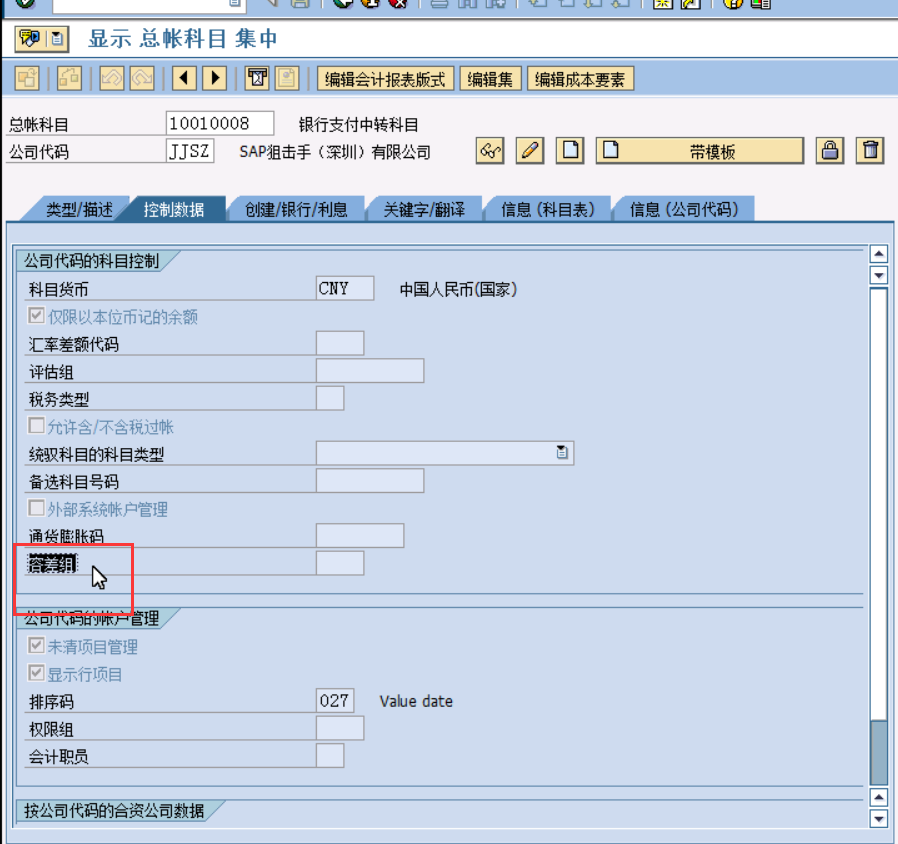 显示 总帐科目 集中
编辑会计报表版式 编辑集 编辑成本要素
总帐科目 10010008 银行支付中转科目
公司代码 JJSZ SAP狙击手（深圳）有限公司 带模板
类型/描述 控制数据 创建/银行/利息 关键字/翻译 信息(科目表) 信息(公司代码)
公司代码的科目控制
科目货币 CNY 中国人民币(国家)
仅限以本位币记的余额
汇率差额代码
评估组
税务类型
允许含/不含税过帐
统驭科目的科目类型
备选科目号码
外部系统帐户管理
通货膨胀码
容差组
公司代码的帐户管理
未清项目管理
显示行项目
排序码 027 Value date
权限组
会计职员
按公司代码的合资公司数据